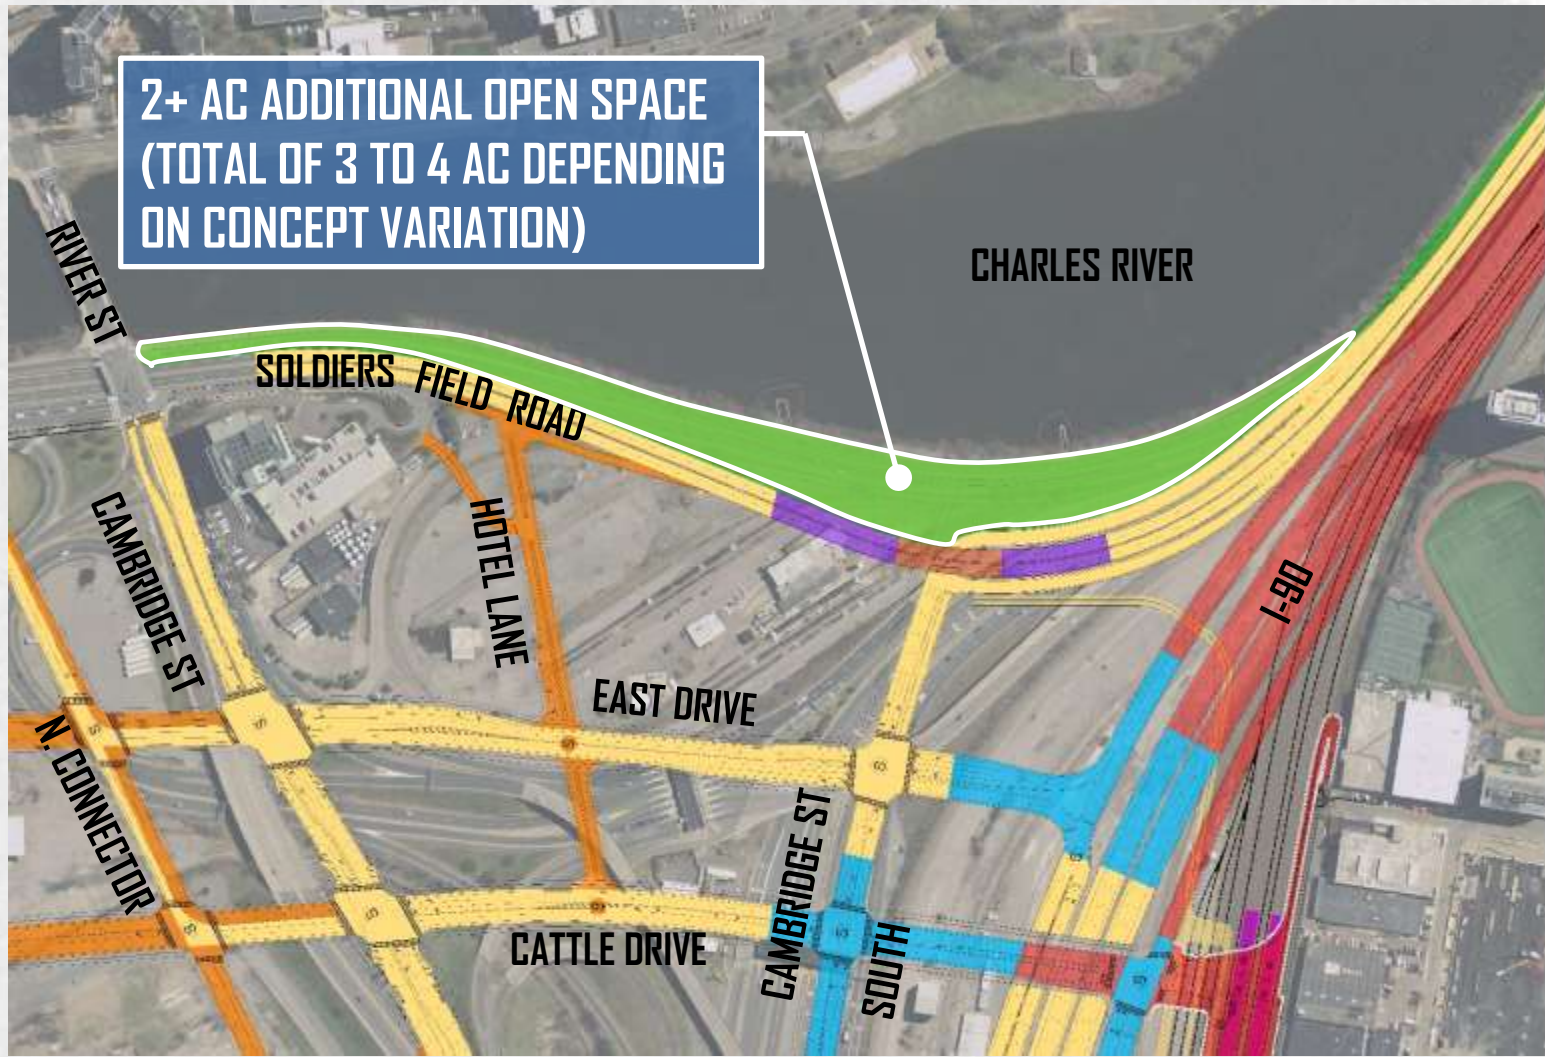 2+ AC ADDITIONAL OPEN SPACE
(TOTAL OF 3 TO 4 AC DEPENDING
ON CONCEPT VARIATION)
RIVER ST
CHARLES RIVER
SOLDIERS FIELD ROAD
CAMBRIDGE ST
HOTEL LANE
I-90
EAST DRIVE
N. CONNECTOR
CAMBRIDGE ST
SOUTH
CATTLE DRIVE